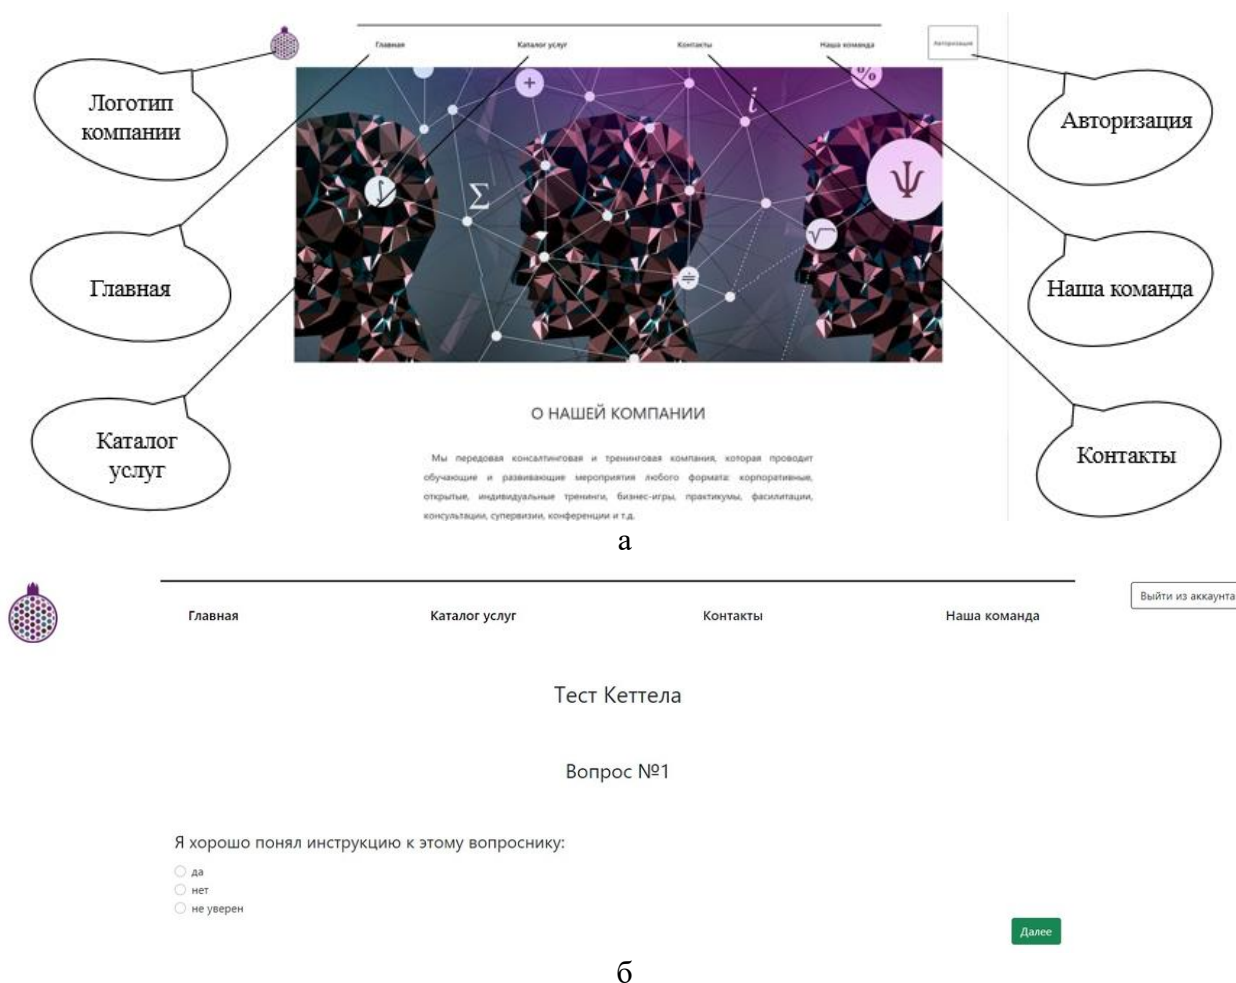 Главная Каталог услуг Контакты Наша команда Авторизация
Логотип
компании
Авторизация
Главная
Наша команда
Каталог
услуг
Контакты
+
%
i
Σ
∫
Ψ
√
÷
О НАШЕЙ КОМПАНИИ
Мы передовая консалтинговая и тренинговая компания, которая проводит
обучающие и развивающие мероприятия любого формата: корпоративные,
открытые, индивидуальные тренинги, бизнес-игры, практикумы, фасилитации,
консультации, супервизии, конференции и т.д.
а
Главная Каталог услуг Контакты Наша команда Выйти из аккаунта
Тест Кеттела
Вопрос №1
Я хорошо понял инструкцию к этому вопроснику:
да
нет
не уверен
Далее
б